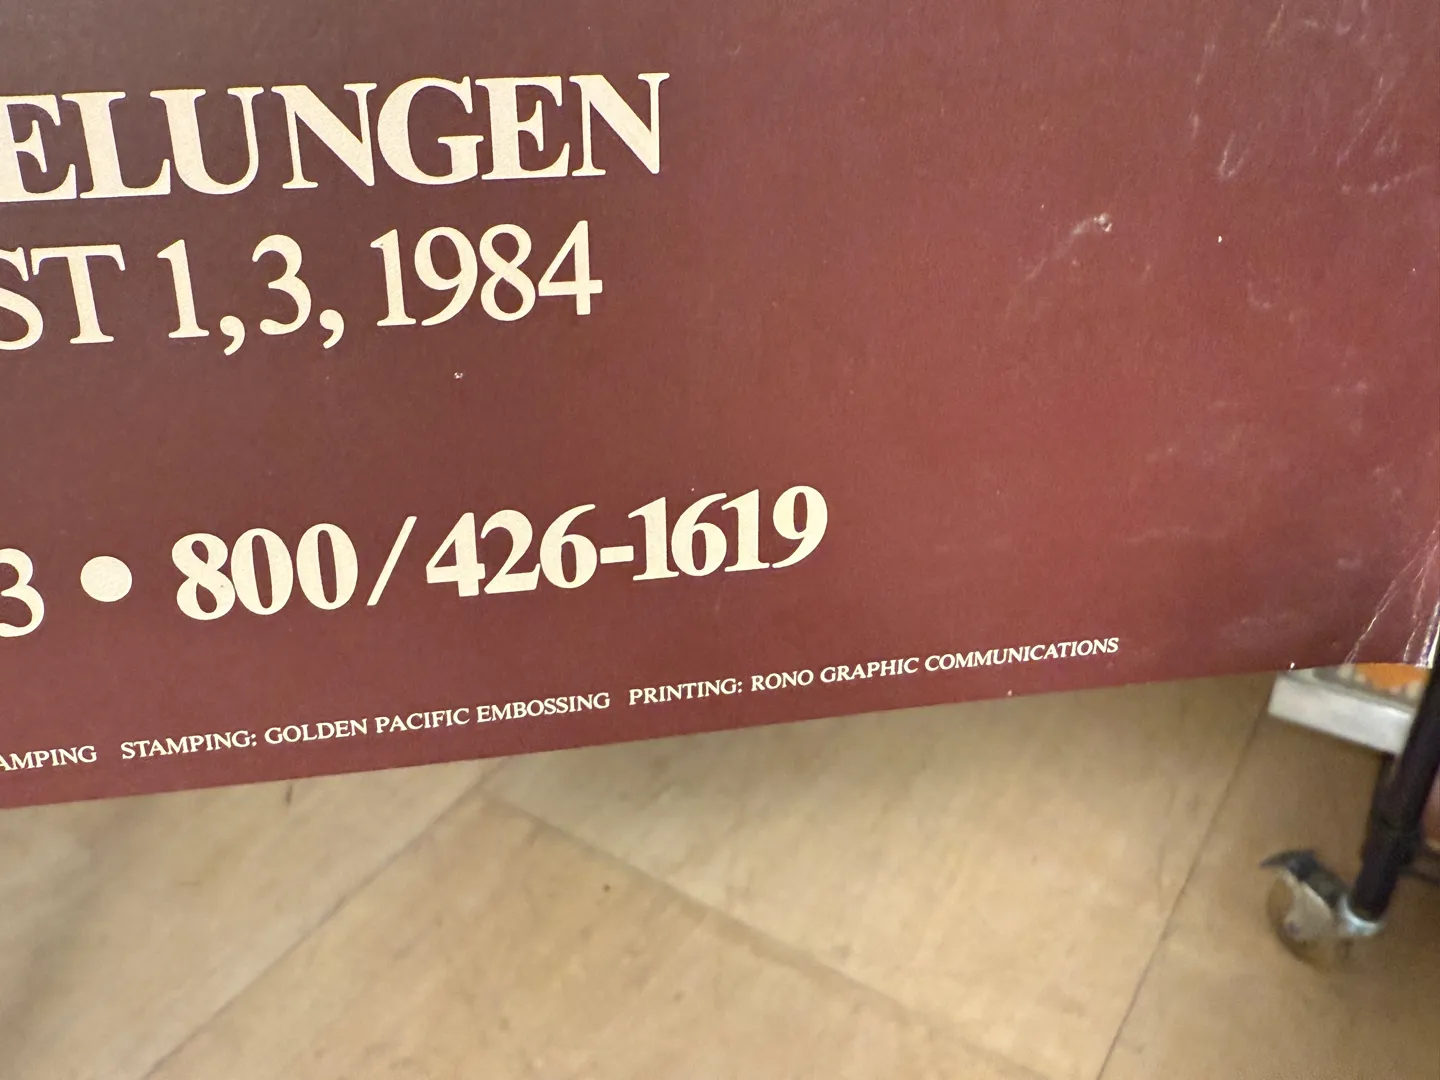 ELUNGEN
ST 1,3, 1984
3 • 800/426-1619
AMPING STAMPING: GOLDEN PACIFIC EMBOSSING PRINTING: RONO GRAPHIC COMMUNICATIONS